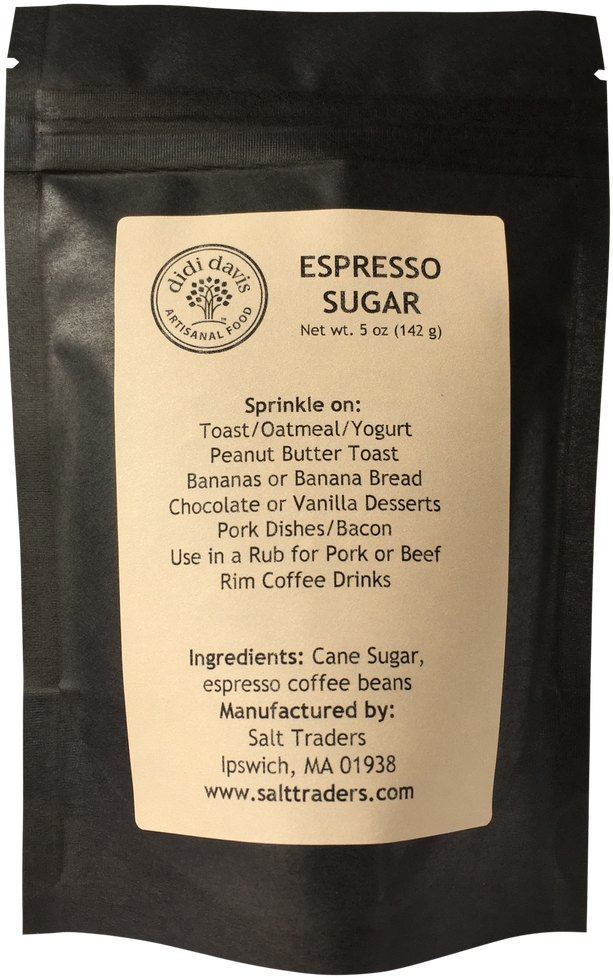 didi davis
ARTISANAL FOOD
™
ESPRESSO
SUGAR
Net wt. 5 oz (142 g)
Sprinkle on:
Toast/Oatmeal/Yogurt
Peanut Butter Toast
Bananas or Banana Bread
Chocolate or Vanilla Desserts
Pork Dishes/Bacon
Use in a Rub for Pork or Beef
Rim Coffee Drinks
Ingredients: Cane Sugar,
espresso coffee beans
Manufactured by:
Salt Traders
Ipswich, MA 01938
www.salttraders.com